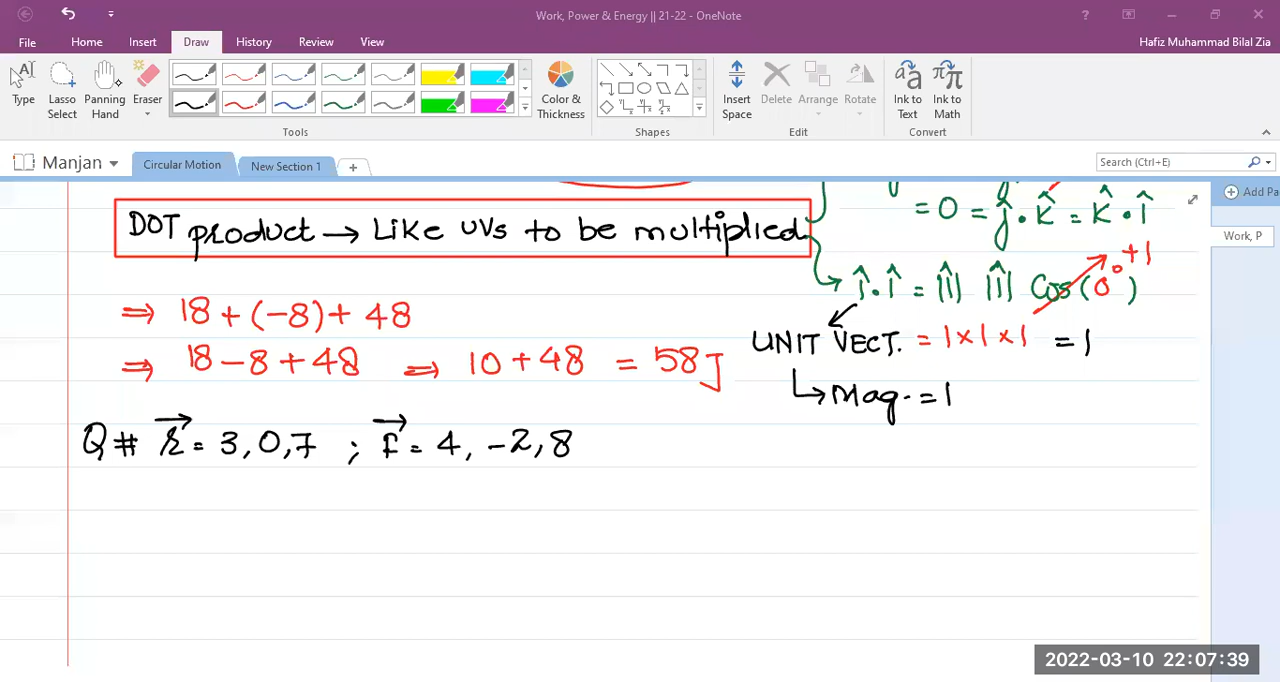 Work, Power & Energy || 21-22 - OneNote
File Home Insert Draw History Review View
Hafiz Muhammad Bilal Zia
Type
Lasso Select
Panning Hand
Eraser
Color & Thickness
Insert Space
Delete
Arrange
Rotate
Ink to Text
Ink to Math
Tools
Shapes
Edit
Convert
Manjan
Circular Motion
New Section 1
Search (Ctrl+E)
Add Pa
Work, P
= 0 = ĵ . k̂ = k̂ . î
DOT product → Like UVs to be multiplied.
î . î = |î| |î| Cos(0°) +1
⇒ 18 + (-8) + 48
UNIT VECT. = 1 x 1 x 1 = 1
⇒ 18 - 8 + 48 ⇒ 10 + 48 = 58 J
↳ Mag. = 1
Q# r⃗ = 3, 0, 7 ; F⃗ = 4, -2, 8
2022-03-10 22:07:39